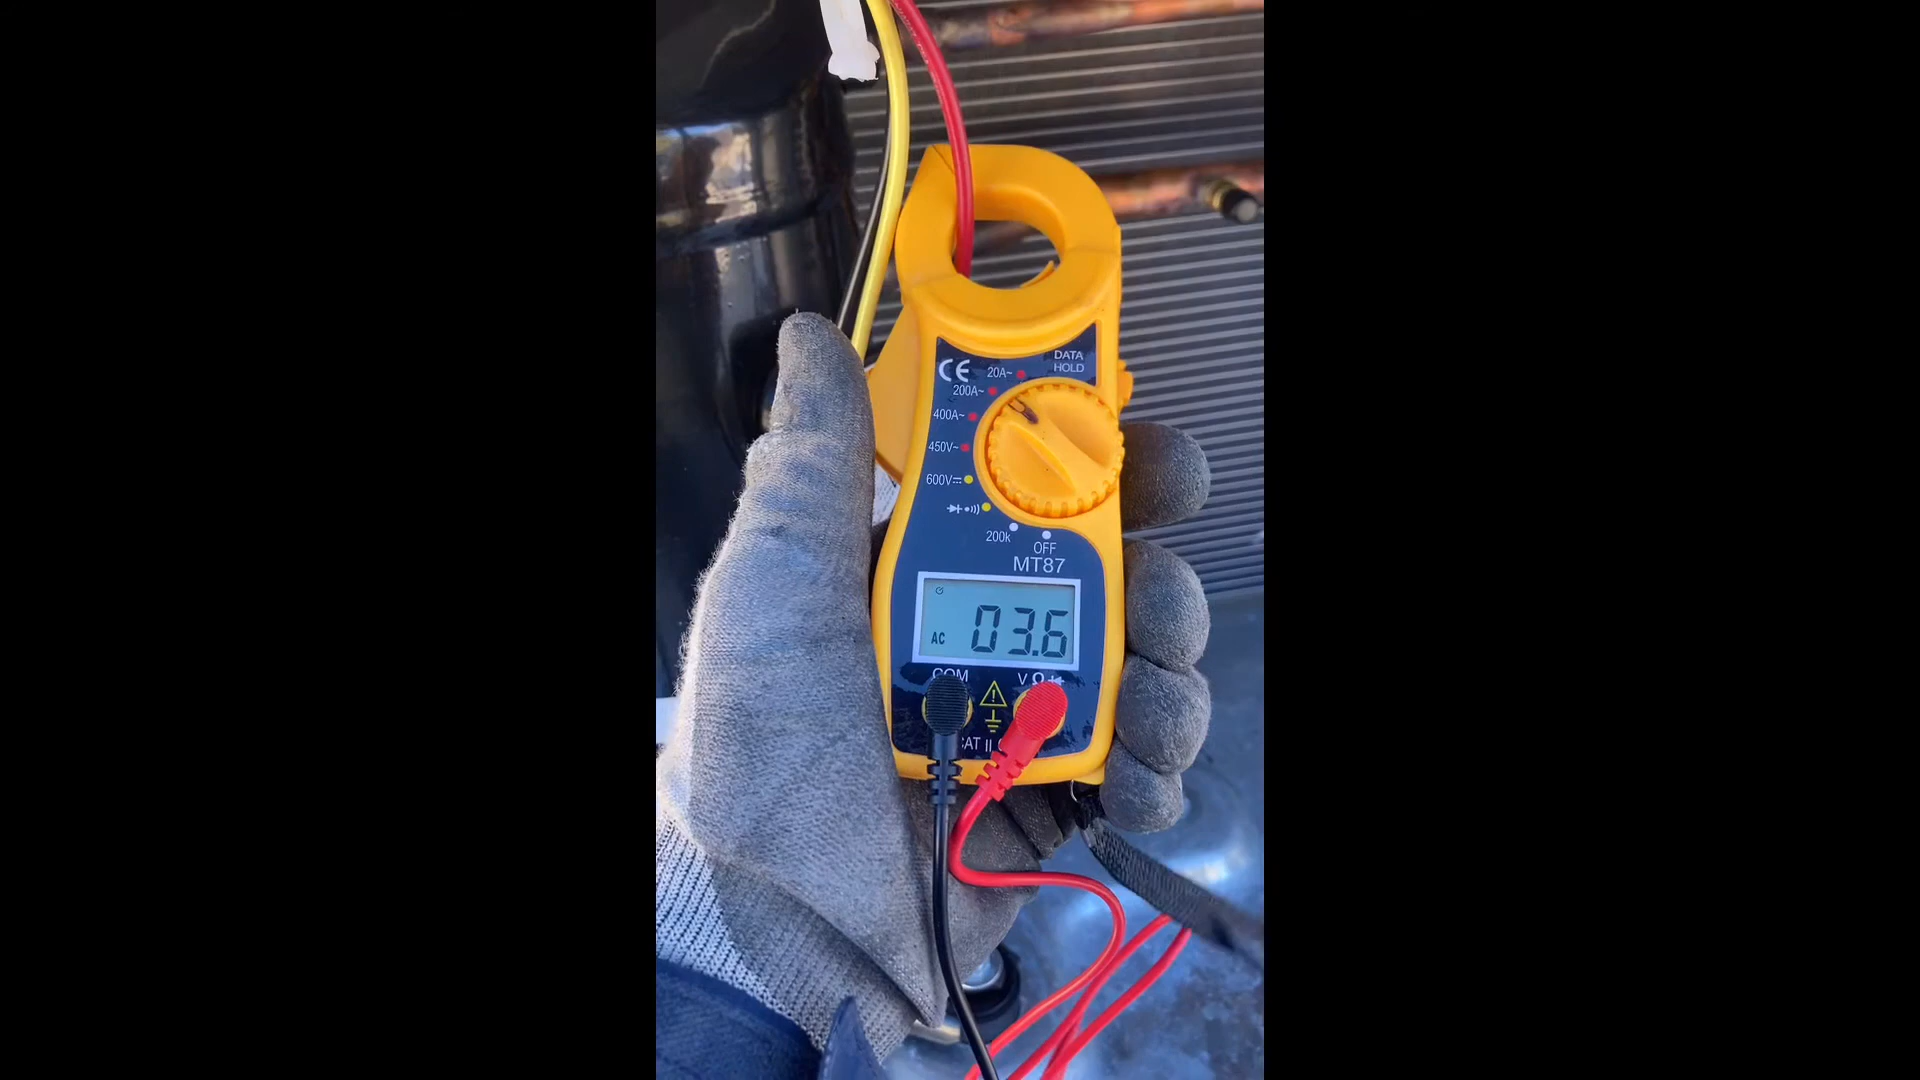 DATA
HOLD
CE
20A~
200A~
400A~
450V~
600V⎓
200k
OFF
MT87
AC 03.6
COM VΩ
CAT II